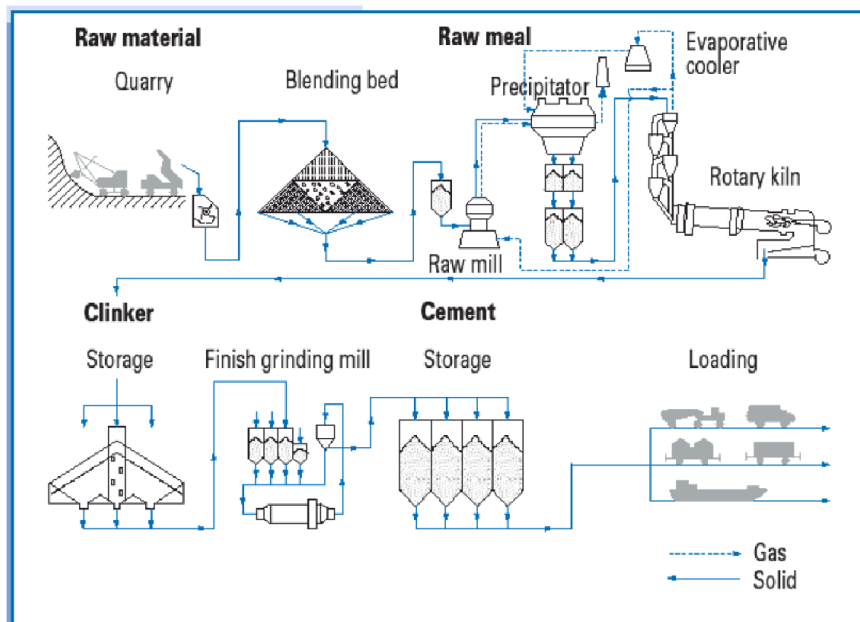 Raw material
Raw meal
Evaporative
cooler
Quarry
Blending bed
Precipitator
Rotary kiln
Raw mill
Clinker
Cement
Storage
Finish grinding mill
Storage
Loading
Gas
Solid